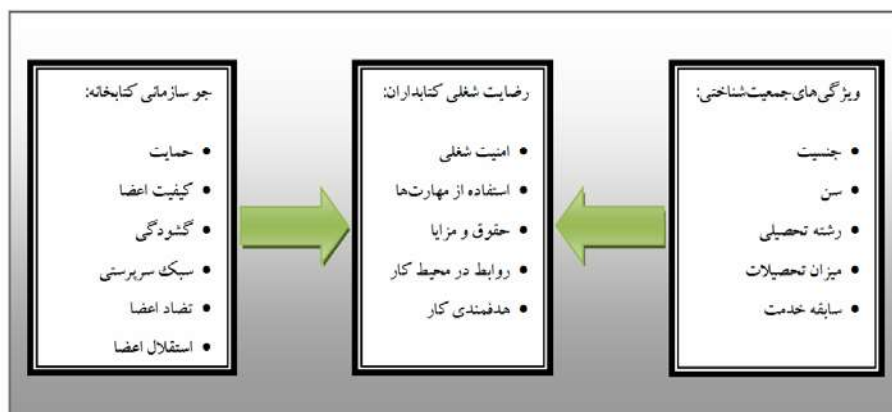 ویژگی‌های جمعیت‌شناختی:
• جنسیت
• سن
• رشته تحصیلی
• میزان تحصیلات
• سابقه خدمت
رضایت شغلی کتابداران:
• امنیت شغلی
• استفاده از مهارت‌ها
• حقوق و مزایا
• روابط در محیط کار
• هدفمندی کار
جو سازمانی کتابخانه:
• حمایت
• کیفیت اعضا
• گشودگی
• سبک سرپرستی
• تضاد اعضا
• استقلال اعضا